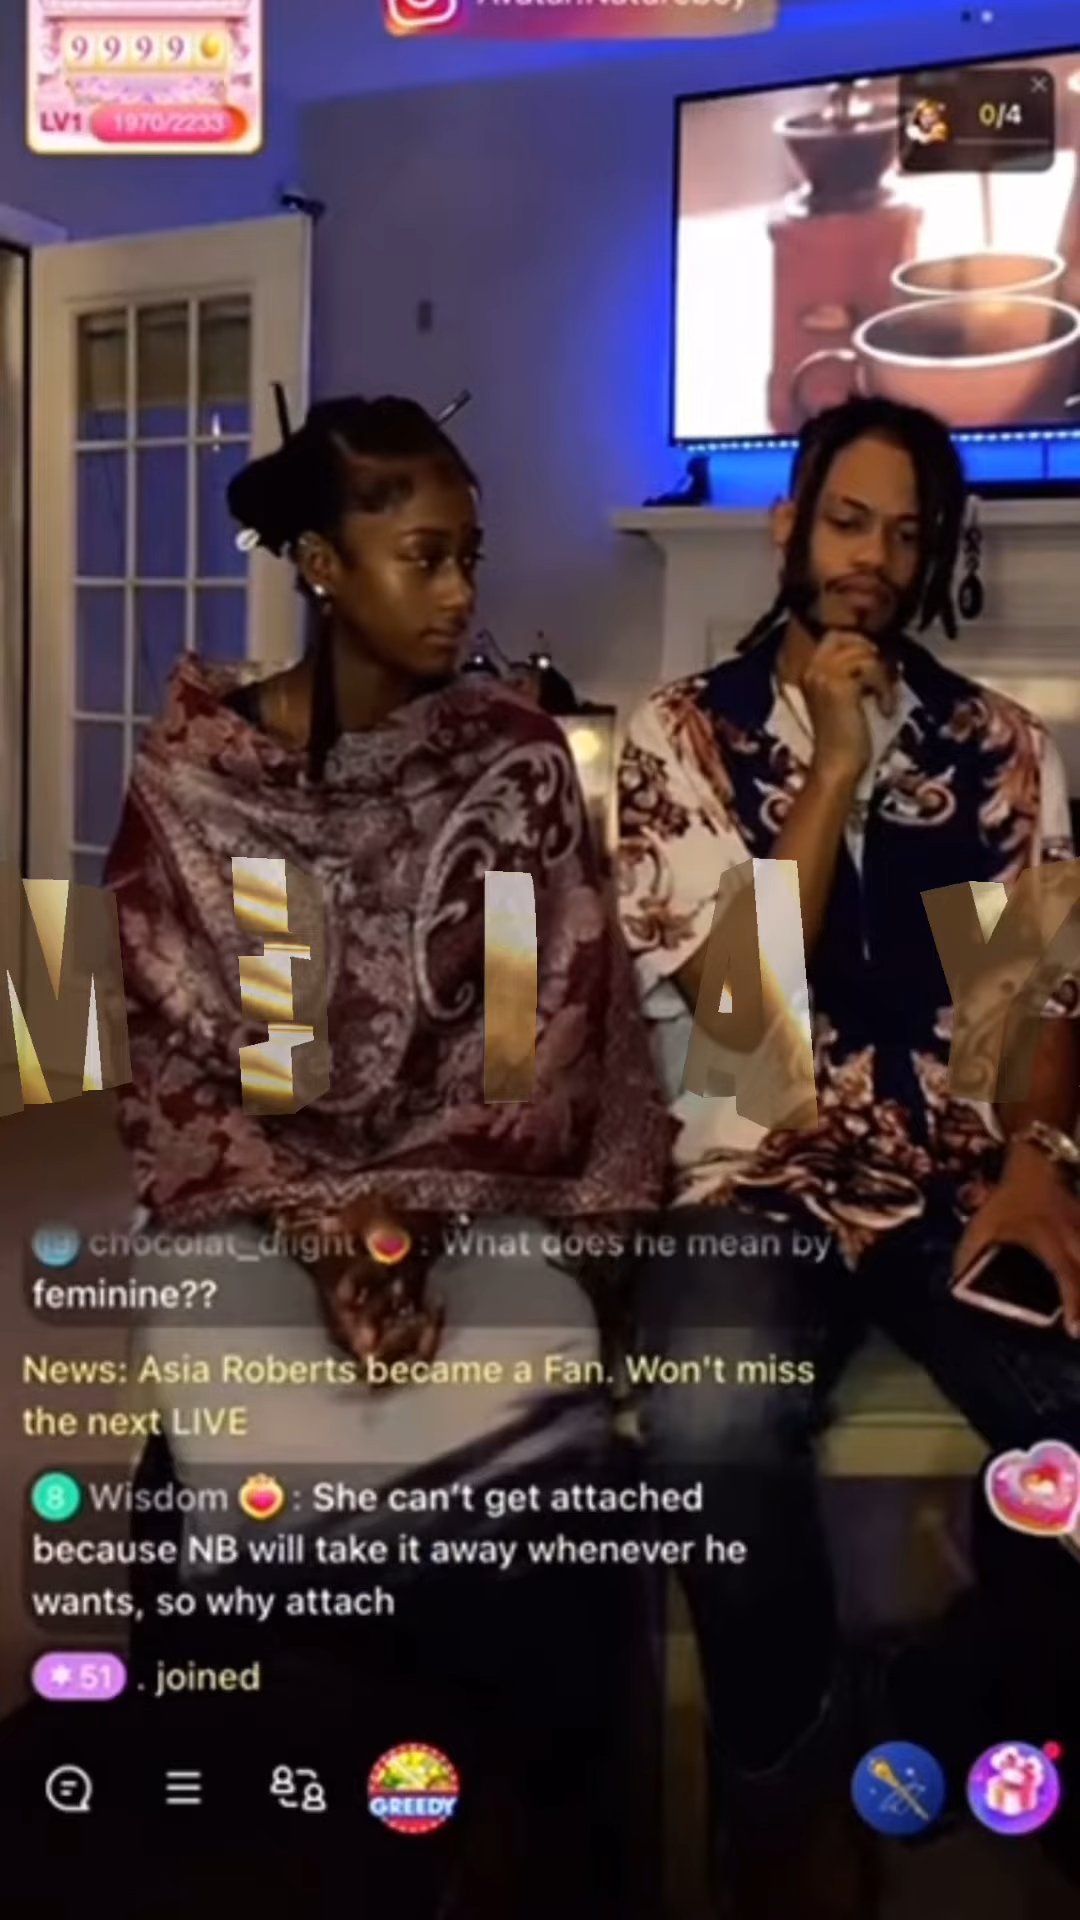 9999
LV1 1970/2233
0/4
MEIAY
chocolat_dlight : What does he mean by
feminine??
News: Asia Roberts became a Fan. Won't miss
the next LIVE
8 Wisdom : She can't get attached
because NB will take it away whenever he
wants, so why attach
51 . joined
GREEDY